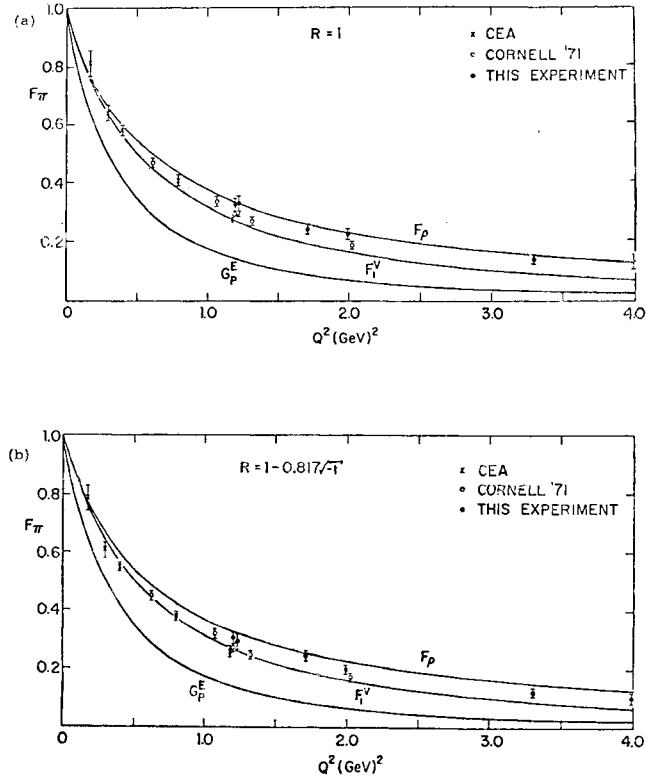 (a)
R = 1
× CEA
○ CORNELL '71
• THIS EXPERIMENT
1.0
0.8
Fπ
0.6
0.4
0.2
Fρ
F₁ⱽ
G_P^E
0 1.0 2.0 3.0 4.0
Q² (GeV)²
(b)
R = 1 - 0.817√-t
× CEA
○ CORNELL '71
• THIS EXPERIMENT
1.0
0.8
Fπ
0.6
0.4
0.2
Fρ
F₁ⱽ
G_P^E
0 1.0 2.0 3.0 4.0
Q² (GeV)²